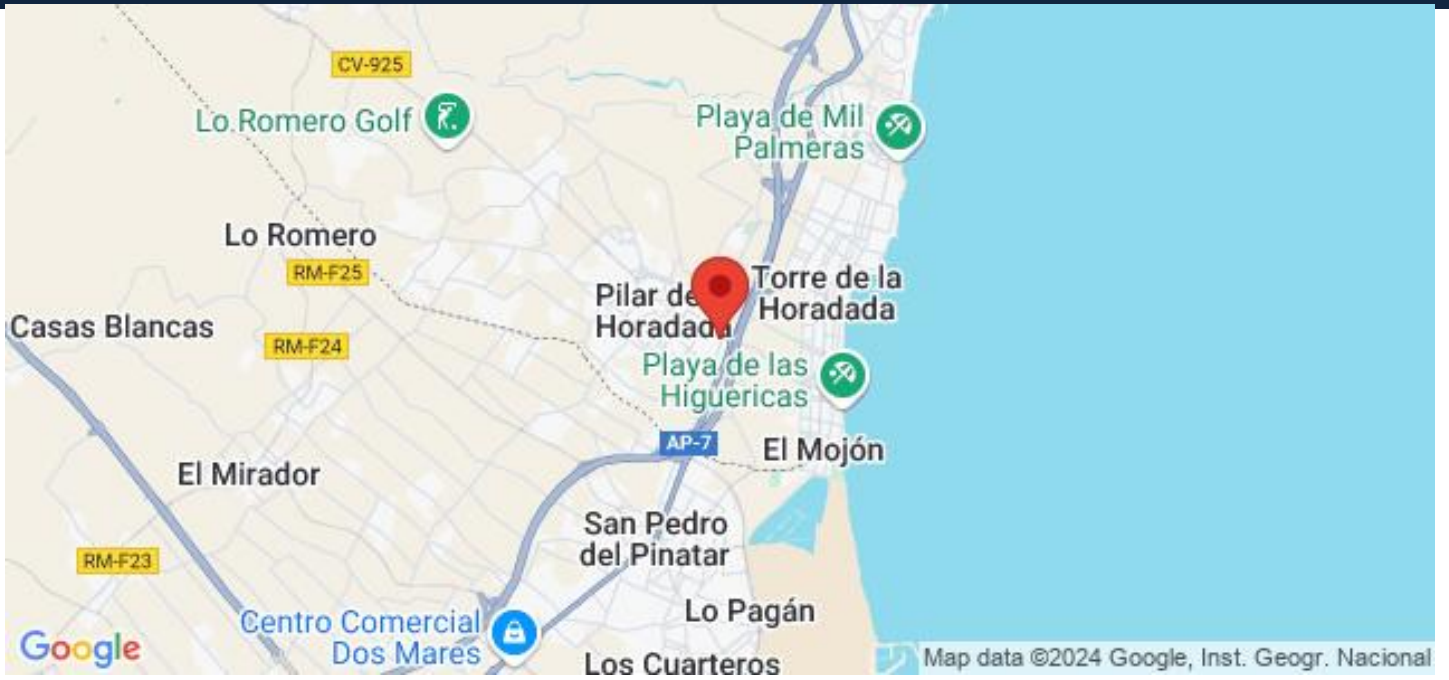 CV-925
Lo Romero Golf
Playa de Mil
Palmeras
Lo Romero
RM-F25
Pilar de
Horadada
Torre de la
Horadada
Casas Blancas
RM-F24
Playa de las
Higuericas
AP-7
El Mojón
El Mirador
San Pedro
del Pinatar
RM-F23
Lo Pagán
Centro Comercial
Dos Mares
Los Cuarteros
Google
Map data ©2024 Google, Inst. Geogr. Nacional